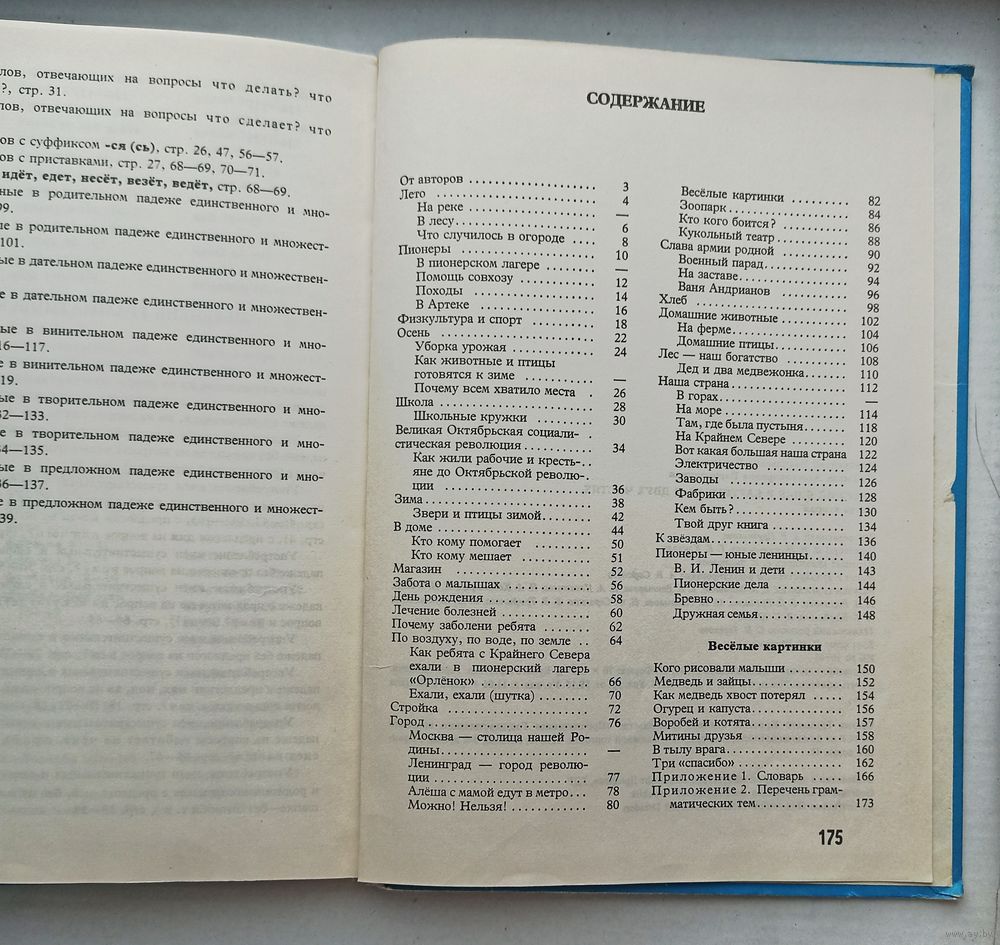 лов, отвечающих на вопросы что делать? что
?, стр. 31.
лов, отвечающих на вопросы что сделает? что
ов с суффиксом -ся (сь), стр. 26, 47, 56—57.
ов с приставками, стр. 27, 68—69, 70—71.
идёт, едет, несёт, везёт, ведёт, стр. 68—69.
ные в родительном падеже единственного и мно-
99.
ые в родительном падеже единственного и множест-
101.
ые в дательном падеже единственного и множествен-
е в дательном падеже единственного и множествен-
ые в винительном падеже единственного и мно-
16—117.
е в винительном падеже единственного и множест-
19.
ые в творительном падеже единственного и мно-
32—133.
е в творительном падеже единственного и мно-
34—135.
ые в предложном падеже единственного и мно-
36—137.
е в предложном падеже единственного и множест-
39.
СОДЕРЖАНИЕ
От авторов . . . . . . . . . . 3
Лето . . . . . . . . . . 4
На реке . . . . . . . . . . —
В лесу . . . . . . . . . . 6
Что случилось в огороде . . . . 8
Пионеры . . . . . . . . . . 10
В пионерском лагере . . . . . . —
Помощь совхозу . . . . . . . . 12
Походы . . . . . . . . . . 14
В Артеке . . . . . . . . . . 16
Физкультура и спорт . . . . . . 18
Осень . . . . . . . . . . 22
Уборка урожая . . . . . . . . 24
Как животные и птицы
готовятся к зиме . . . . . . . —
Почему всем хватило места . 26
Школа . . . . . . . . . . 28
Школьные кружки . . . . . . . 30
Великая Октябрьская социали- .
стическая революция . . . . . . 34
Как жили рабочие и кресть-. .
яне до Октябрьской револю-.
ции . . . . . . . . . . 36
Зима . . . . . . . . . . 38
Звери и птицы зимой . . . . . . 42
В доме . . . . . . . . . . 44
Кто кому помогает . . . . . . . 50
Кто кому мешает . . . . . . . 51
Магазин . . . . . . . . . . 52
Забота о малышах . . . . . . . 56
День рождения . . . . . . . . 58
Лечение болезней . . . . . . . 60
Почему заболели ребята . . . . 62
По воздуху, по воде, по земле . . 64
Как ребята с Крайнего Севера
ехали в пионерский лагерь
«Орлёнок» . . . . . . . . . . 66
Ехали, ехали (шутка) . . . . . . 70
Стройка . . . . . . . . . . 72
Город . . . . . . . . . . 76
Москва — столица нашей Ро-
дины . . . . . . . . . . —
Ленинград — город револю-
ции . . . . . . . . . . 77
Алёша с мамой едут в метро . . . 78
Можно! Нельзя! . . . . . . . . 80
Весёлые картинки . . . . . . . 82
Зоопарк . . . . . . . . . . 84
Кто кого боится? . . . . . . . 86
Кукольный театр . . . . . . . . 88
Слава армии родной . . . . . . 90
Военный парад . . . . . . . . 92
На заставе . . . . . . . . . . 94
Ваня Андрианов . . . . . . . . 96
Хлеб . . . . . . . . . . 98
Домашние животные . . . . . . 102
На ферме . . . . . . . . . . 104
Домашние птицы . . . . . . . . 106
Лес — наш богатство . . . . . . 108
Дед и два медвежонка . . . . . 110
Наша страна . . . . . . . . . . 112
В горах . . . . . . . . . . —
На море . . . . . . . . . . 114
Там, где была пустыня . . . . . 118
На Крайнем Севере . . . . . . 120
Вот какая большая наша страна 122
Электричество . . . . . . . . 124
Заводы . . . . . . . . . . 126
Фабрики . . . . . . . . . . 128
Кем быть? . . . . . . . . . . 130
Твой друг книга . . . . . . . . 134
К звёздам . . . . . . . . . . 136
Пионеры — юные ленинцы . . . . 140
В. И. Ленин и дети . . . . . . 143
Пионерские дела . . . . . . . 144
Бревно . . . . . . . . . . 146
Дружная семья . . . . . . . . 148
Весёлые картинки
Кого рисовали малыши . . . . . . 150
Медведь и зайцы . . . . . . . . 152
Как медведь хвост потерял . . . . 154
Огурец и капуста . . . . . . . . 156
Воробей и котята . . . . . . . . 157
Митины друзья . . . . . . . . . 158
В тылу врага . . . . . . . . . . 160
Три «спасибо» . . . . . . . . . 162
Приложение 1. Словарь . . . . . 166
Приложение 2. Перечень грам-
матических тем . . . . . . . . . 173
175
www.ay.by